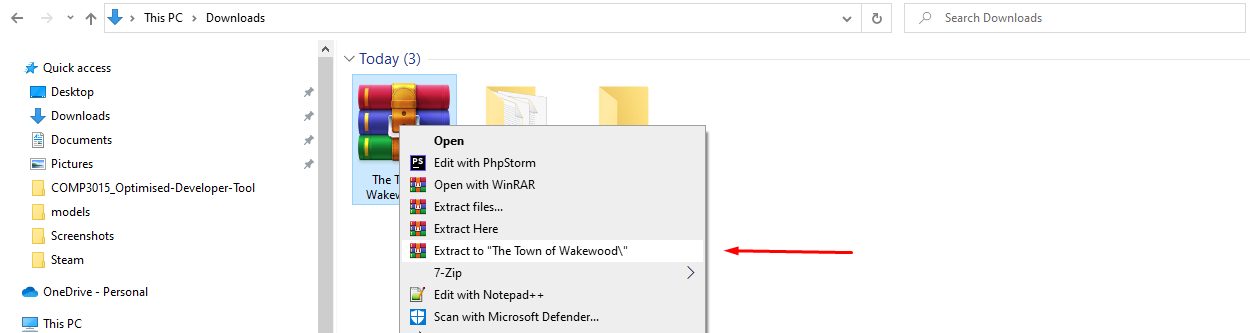 This PC > Downloads
Search Downloads
Quick access
Desktop
Downloads
Documents
Pictures
COMP3015_Optimised-Developer-Tool
models
Screenshots
Steam
OneDrive - Personal
This PC
Today (3)
The T
Wakew
Open
PS
Edit with PhpStorm
Open with WinRAR
Extract files...
Extract Here
Extract to "The Town of Wakewood\"
7-Zip
Edit with Notepad++
Scan with Microsoft Defender...